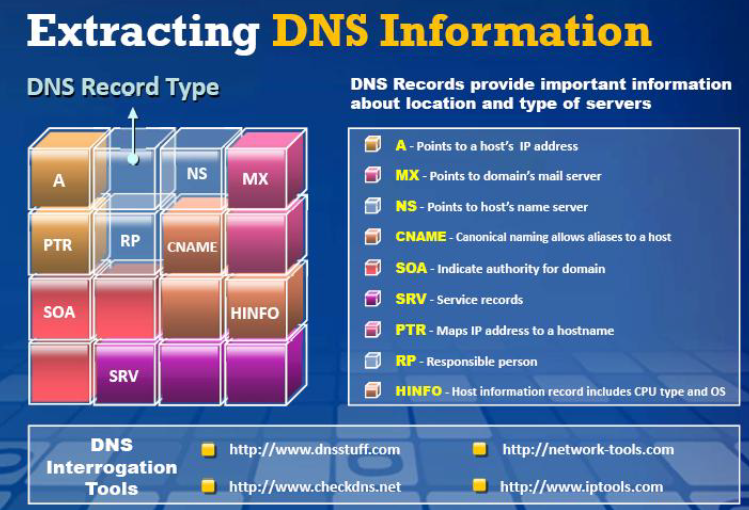 Extracting DNS Information
DNS Record Type
A
NS
MX
PTR
RP
CNAME
SOA
HINFO
SRV
DNS Records provide important information
about location and type of servers
A - Points to a host's IP address
MX - Points to domain's mail server
NS - Points to host's name server
CNAME - Canonical naming allows aliases to a host
SOA - Indicate authority for domain
SRV - Service records
PTR - Maps IP address to a hostname
RP - Responsible person
HINFO - Host information record includes CPU type and OS
DNS
Interrogation
Tools
http://www.dnsstuff.com
http://network-tools.com
http://www.checkdns.net
http://www.iptools.com